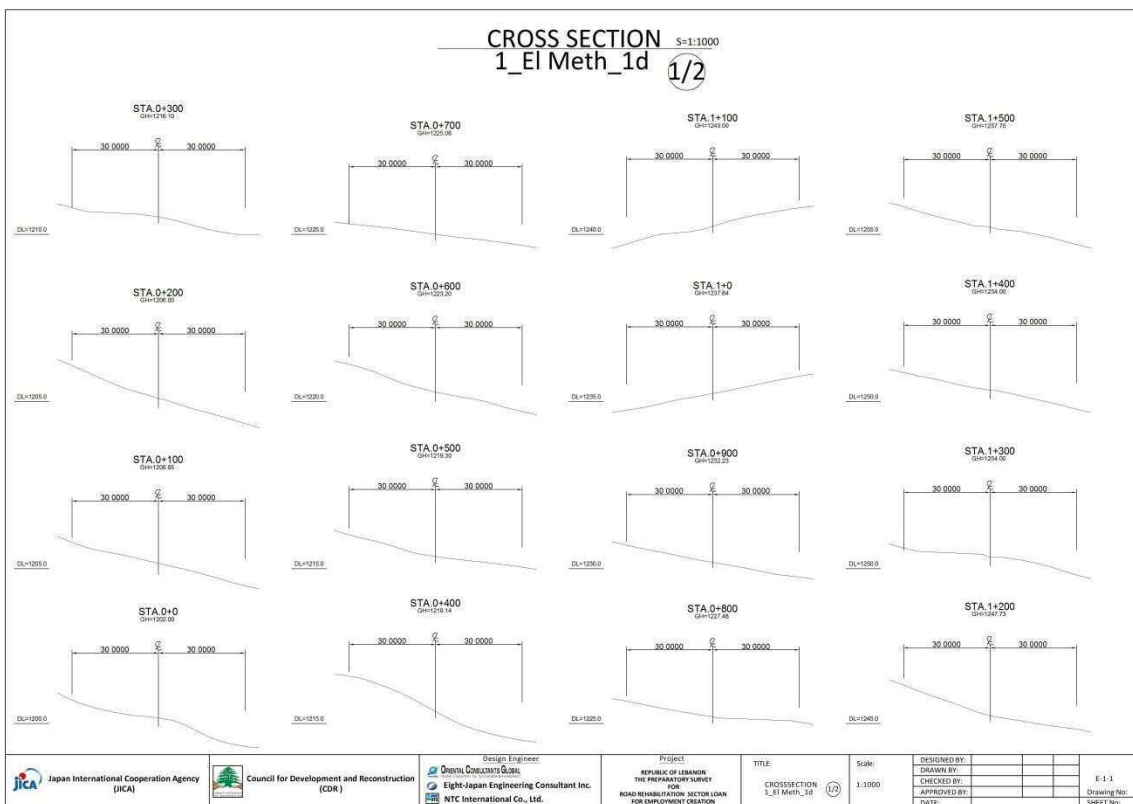 CROSS SECTION S=1:1000
1_El Meth_1d 1/2
STA.0+300
GH=1216.10
30 0000 30 0000
DL=1210.0
STA.0+700
GH=1225.06
30 0000 30 0000
DL=1225.0
STA.1+100
GH=1243.00
30 0000 30 0000
DL=1240.0
STA.1+500
GH=1257.70
30 0000 30 0000
DL=1255.0
STA.0+200
GH=1206.00
30 0000 30 0000
DL=1205.0
STA.0+600
GH=1223.20
30 0000 30 0000
DL=1220.0
STA.1+0
GH=1237.84
30 0000 30 0000
DL=1235.0
STA.1+400
GH=1254.00
30 0000 30 0000
DL=1250.0
STA.0+100
GH=1206.95
30 0000 30 0000
DL=1205.0
STA.0+500
GH=1219.30
30 0000 30 0000
DL=1215.0
STA.0+900
GH=1232.23
30 0000 30 0000
DL=1230.0
STA.1+300
GH=1254.00
30 0000 30 0000
DL=1250.0
STA.0+0
GH=1202.00
30 0000 30 0000
DL=1200.0
STA.0+400
GH=1219.14
30 0000 30 0000
DL=1215.0
STA.0+800
GH=1227.48
30 0000 30 0000
DL=1225.0
STA.1+200
GH=1247.73
30 0000 30 0000
DL=1245.0
jICA Japan International Cooperation Agency
(JICA)
Council for Development and Reconstruction
(CDR )
Design Engineer
ORIENTAL CONSULTANTS GLOBAL
Eight-Japan Engineering Consultant Inc.
NTC International Co., Ltd.
Project
REPUBLIC OF LEBANON
THE PREPARATORY SURVEY
FOR
ROAD REHABILITATION SECTOR LOAN
FOR EMPLOYMENT CREATION
TITLE:
CROSSSECTION
1_El Meth_1d 1/2
Scale:
1:1000
DESIGNED BY:
DRAWN BY:
CHECKED BY:
APPROVED BY:
DATE:
E-1-1
Drawing No:
SHEET No: